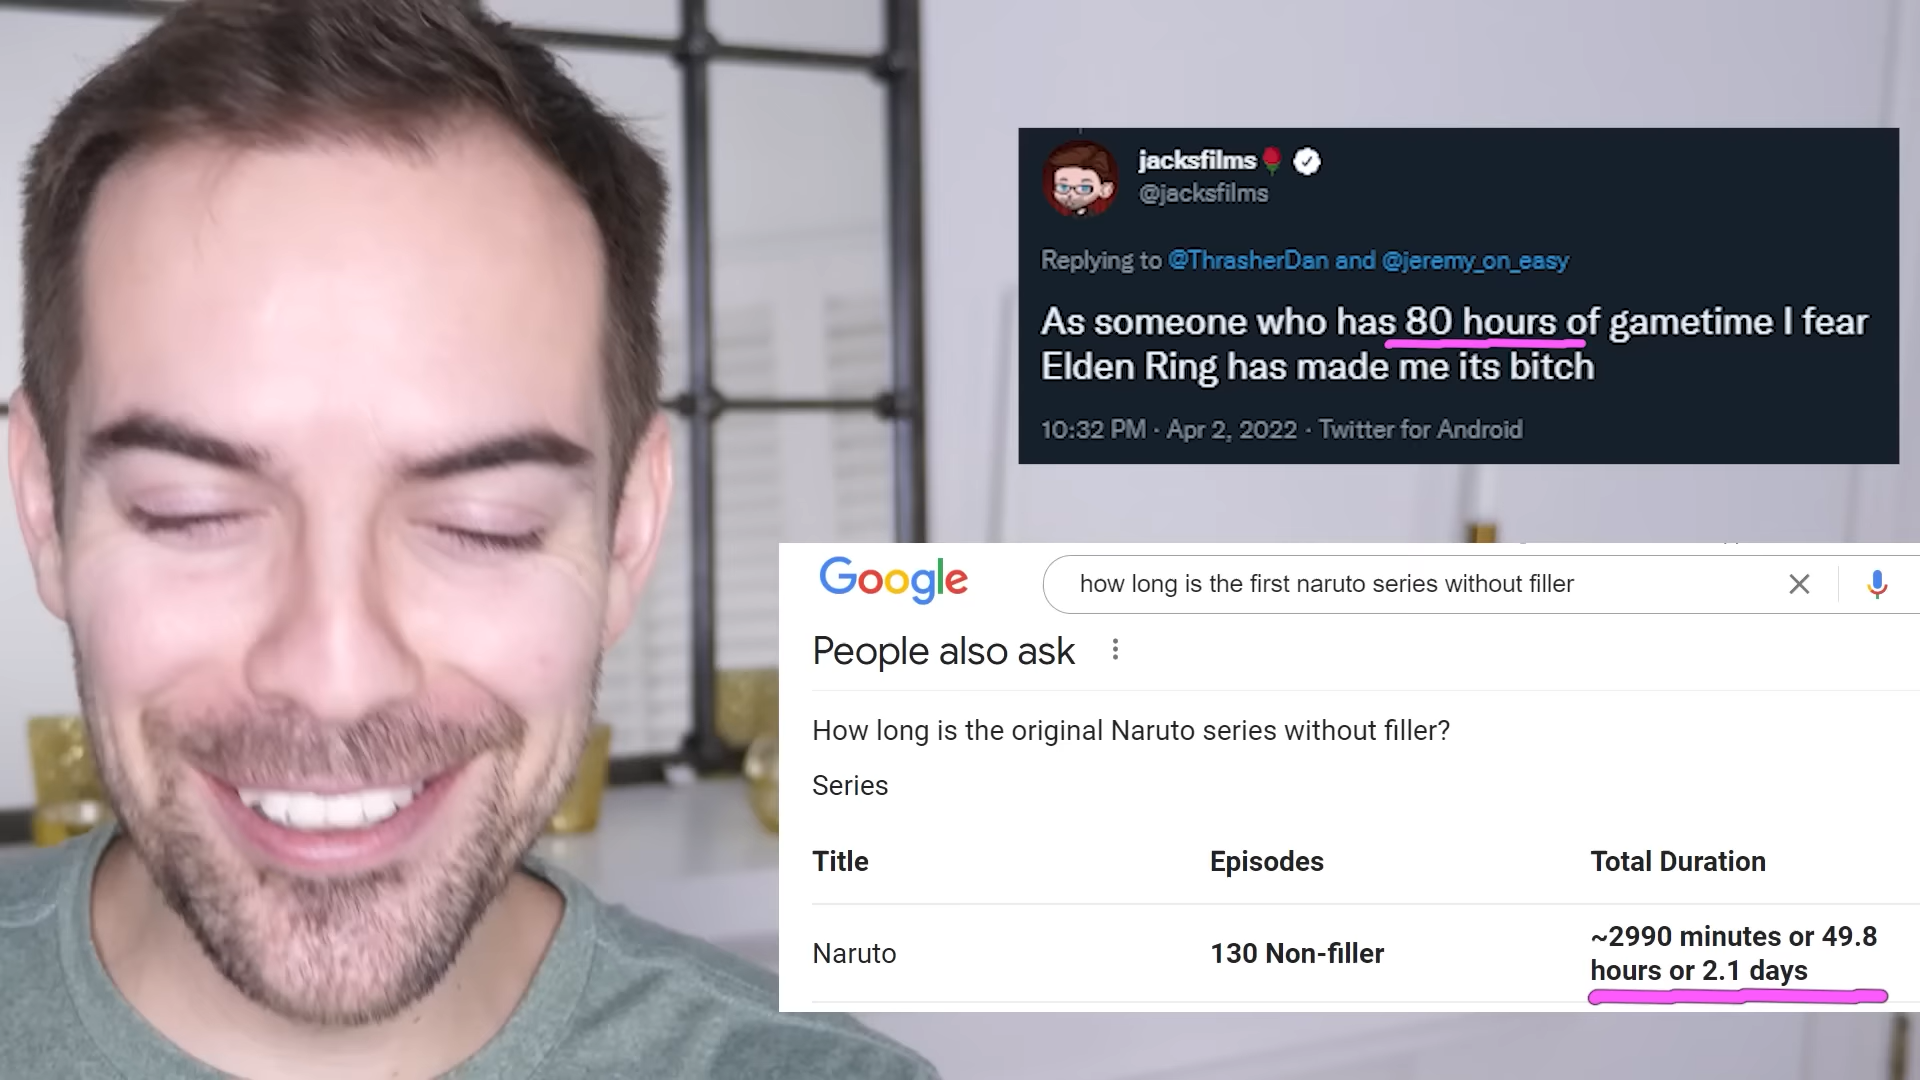 jacksfilms🌹
@jacksfilms
Replying to @ThrasherDan and @jeremy_on_easy
As someone who has 80 hours of gametime I fear
Elden Ring has made me its bitch
10:32 PM · Apr 2, 2022 · Twitter for Android
Google
how long is the first naruto series without filler
People also ask
How long is the original Naruto series without filler?
Series
Title Episodes Total Duration
Naruto 130 Non-filler ~2990 minutes or 49.8
hours or 2.1 days